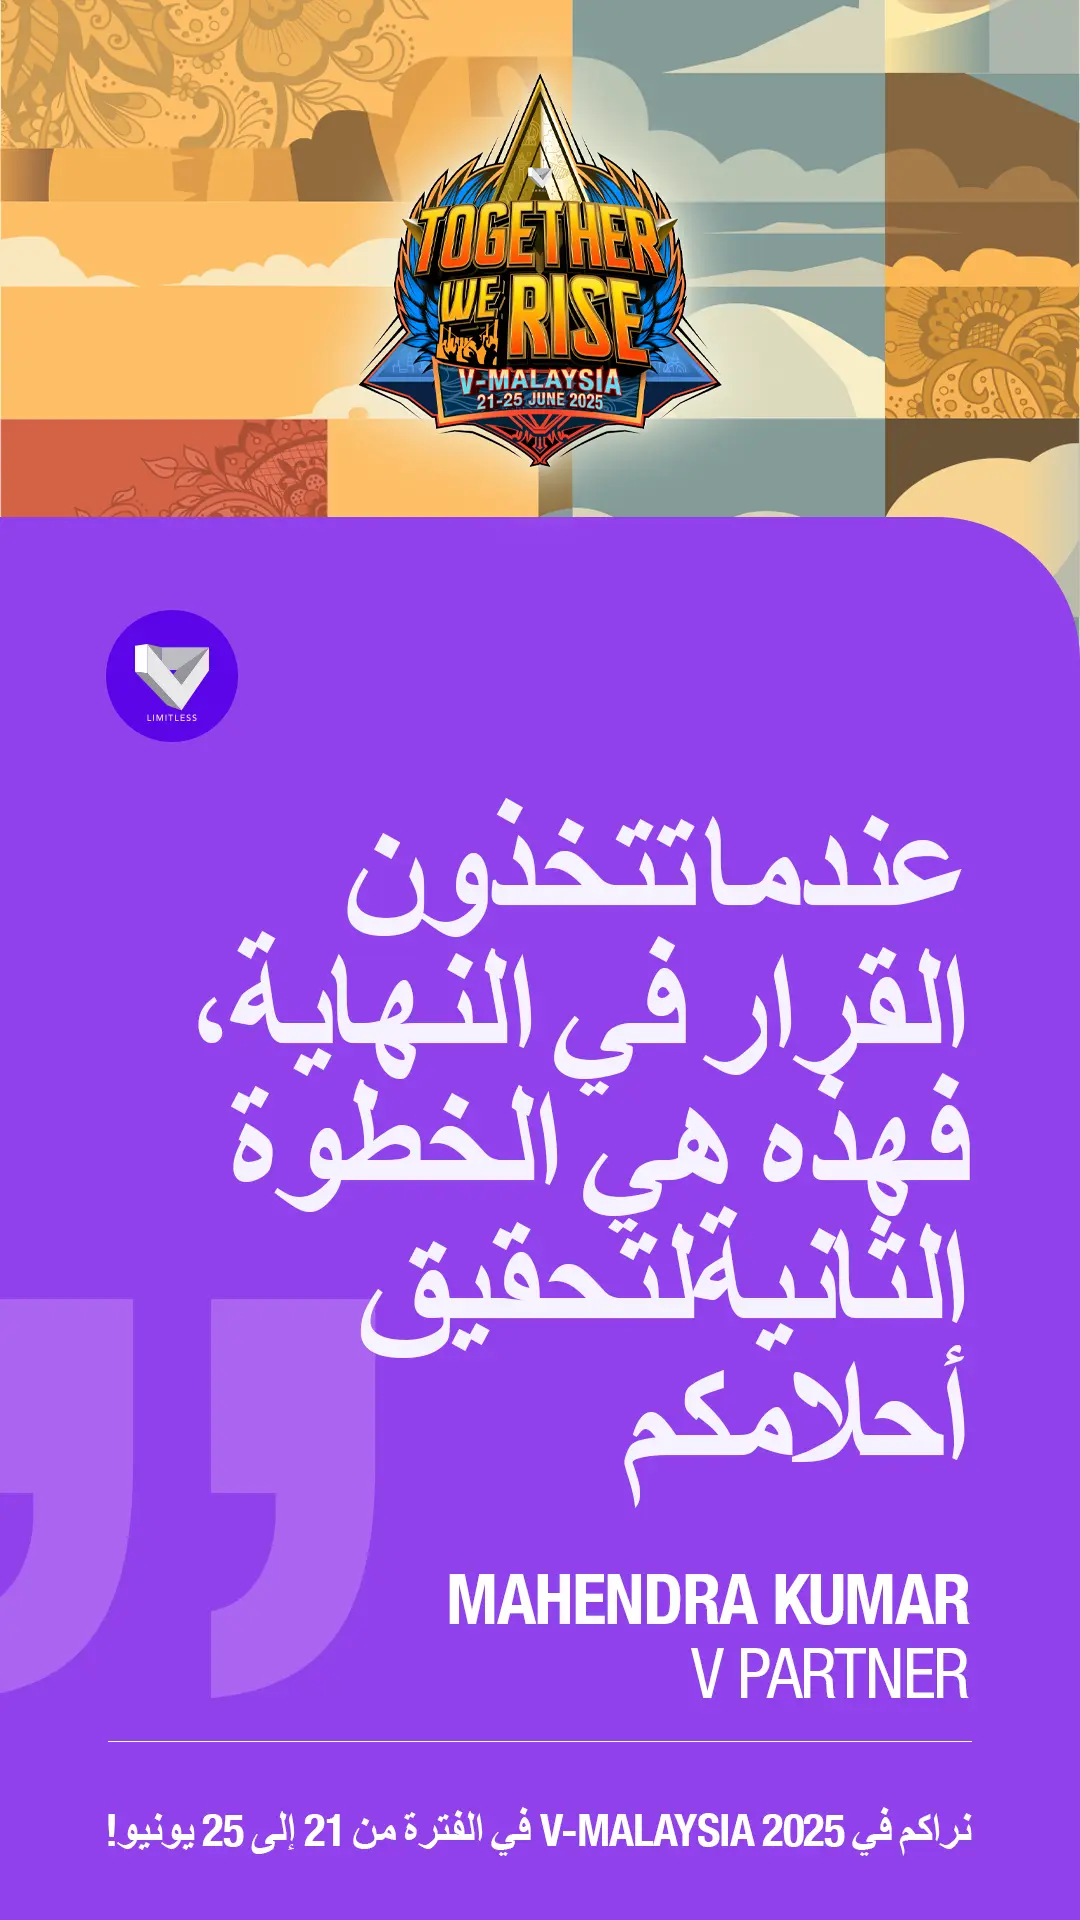 TOGETHER
WE RISE
V-MALAYSIA
21-25 JUNE 2025
LIMITLESS
عندماتتخذون
القرار في النهاية،
فهذه هي الخطوة
الثانيةلتحقيق
أحلامكم
MAHENDRA KUMAR
V PARTNER
نراكم في V-MALAYSIA 2025 في الفترة من 21 إلى 25 يونيو!